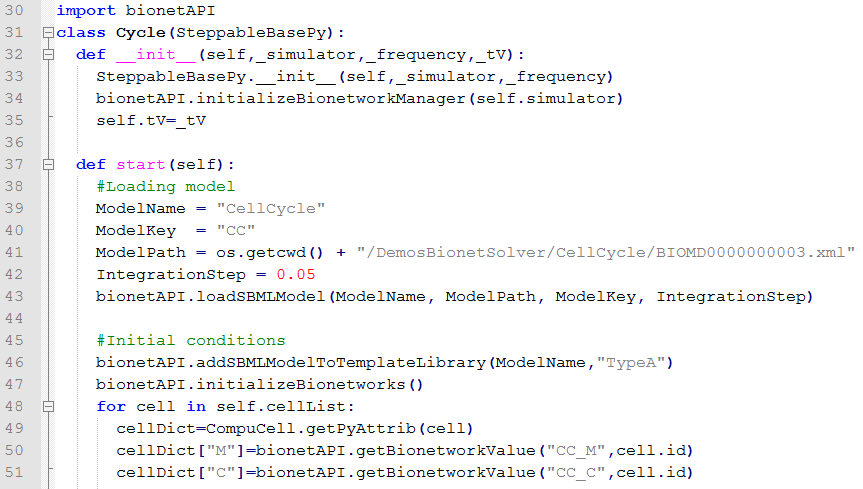 30 import bionetAPI
31 class Cycle(SteppableBasePy):
32   def __init__(self,_simulator,_frequency,_tV):
33     SteppableBasePy.__init__(self,_simulator,_frequency)
34     bionetAPI.initializeBionetworkManager(self.simulator)
35     self.tV=_tV
36
37   def start(self):
38     #Loading model
39     ModelName = "CellCycle"
40     ModelKey  = "CC"
41     ModelPath = os.getcwd() + "/DemosBionetSolver/CellCycle/BIOMD0000000003.xml"
42     IntegrationStep = 0.05
43     bionetAPI.loadSBMLModel(ModelName, ModelPath, ModelKey, IntegrationStep)
44
45     #Initial conditions
46     bionetAPI.addSBMLModelToTemplateLibrary(ModelName,"TypeA")
47     bionetAPI.initializeBionetworks()
48     for cell in self.cellList:
49       cellDict=CompuCell.getPyAttrib(cell)
50       cellDict["M"]=bionetAPI.getBionetworkValue("CC_M",cell.id)
51       cellDict["C"]=bionetAPI.getBionetworkValue("CC_C",cell.id)